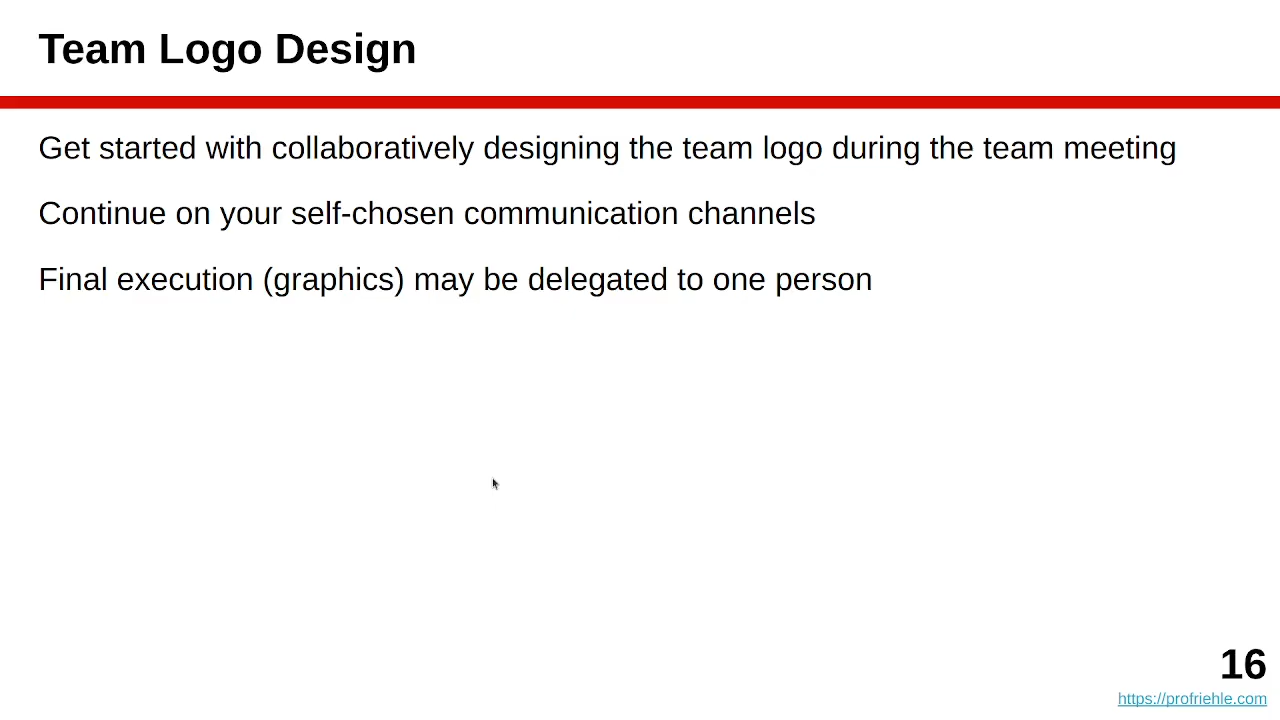 Team Logo Design
Get started with collaboratively designing the team logo during the team meeting
Continue on your self-chosen communication channels
Final execution (graphics) may be delegated to one person
16
https://profriehle.com